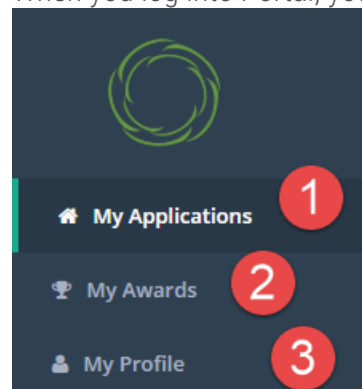 When you log into Portal, yo
My Applications 1
My Awards 2
My Profile 3